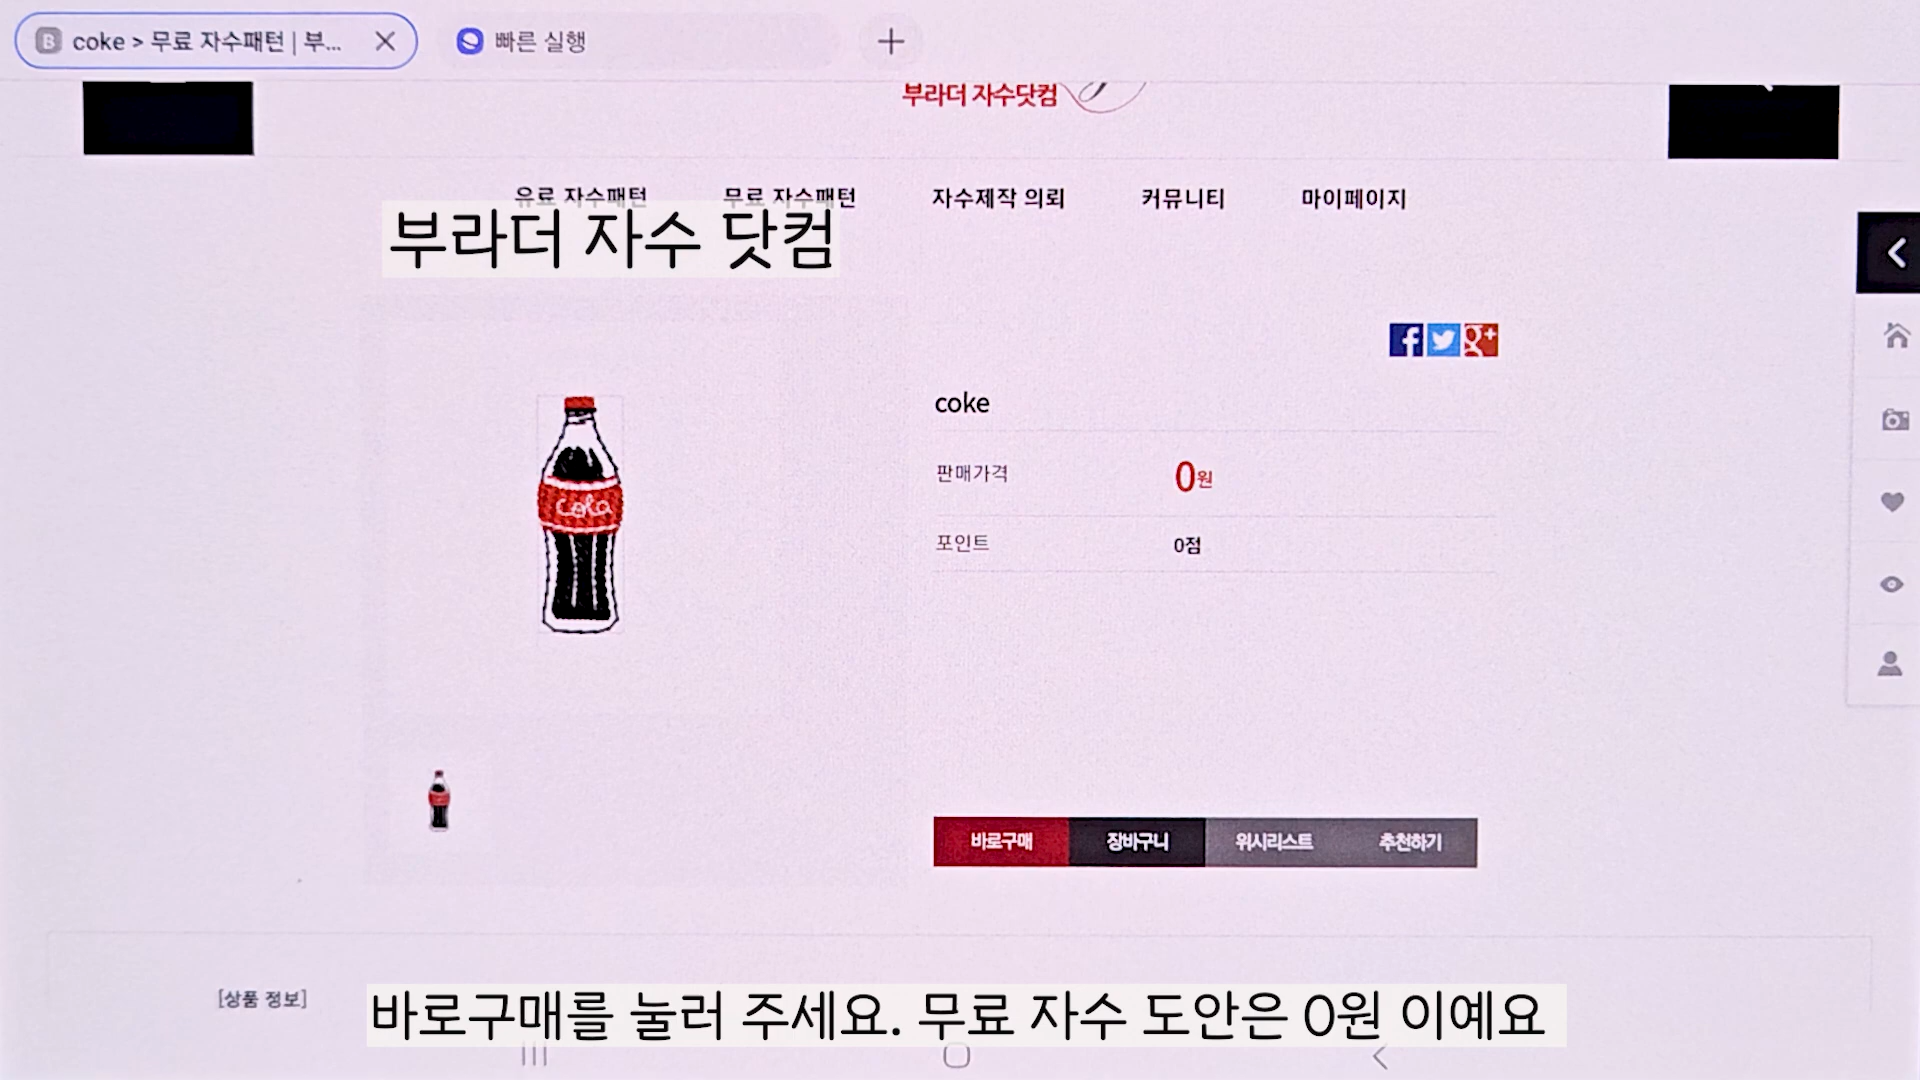 coke > 무료 자수패턴 | 부...
빠른 실행
부라더 자수닷컴
유료 자수패턴 무료 자수패턴 자수제작 의뢰 커뮤니티 마이페이지
부라더 자수 닷컴
coke
판매가격 0원
포인트 0점
Cola
바로구매 장바구니 위시리스트 추천하기
[상품 정보]
바로구매를 눌러 주세요. 무료 자수 도안은 0원 이예요